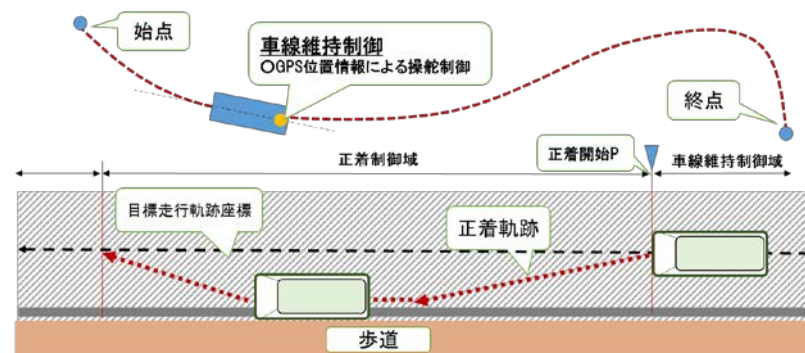 始点
車線維持制御
○GPS位置情報による操舵制御
終点
正着制御域
正着開始P
車線維持制御域
目標走行軌跡座標
正着軌跡
歩道